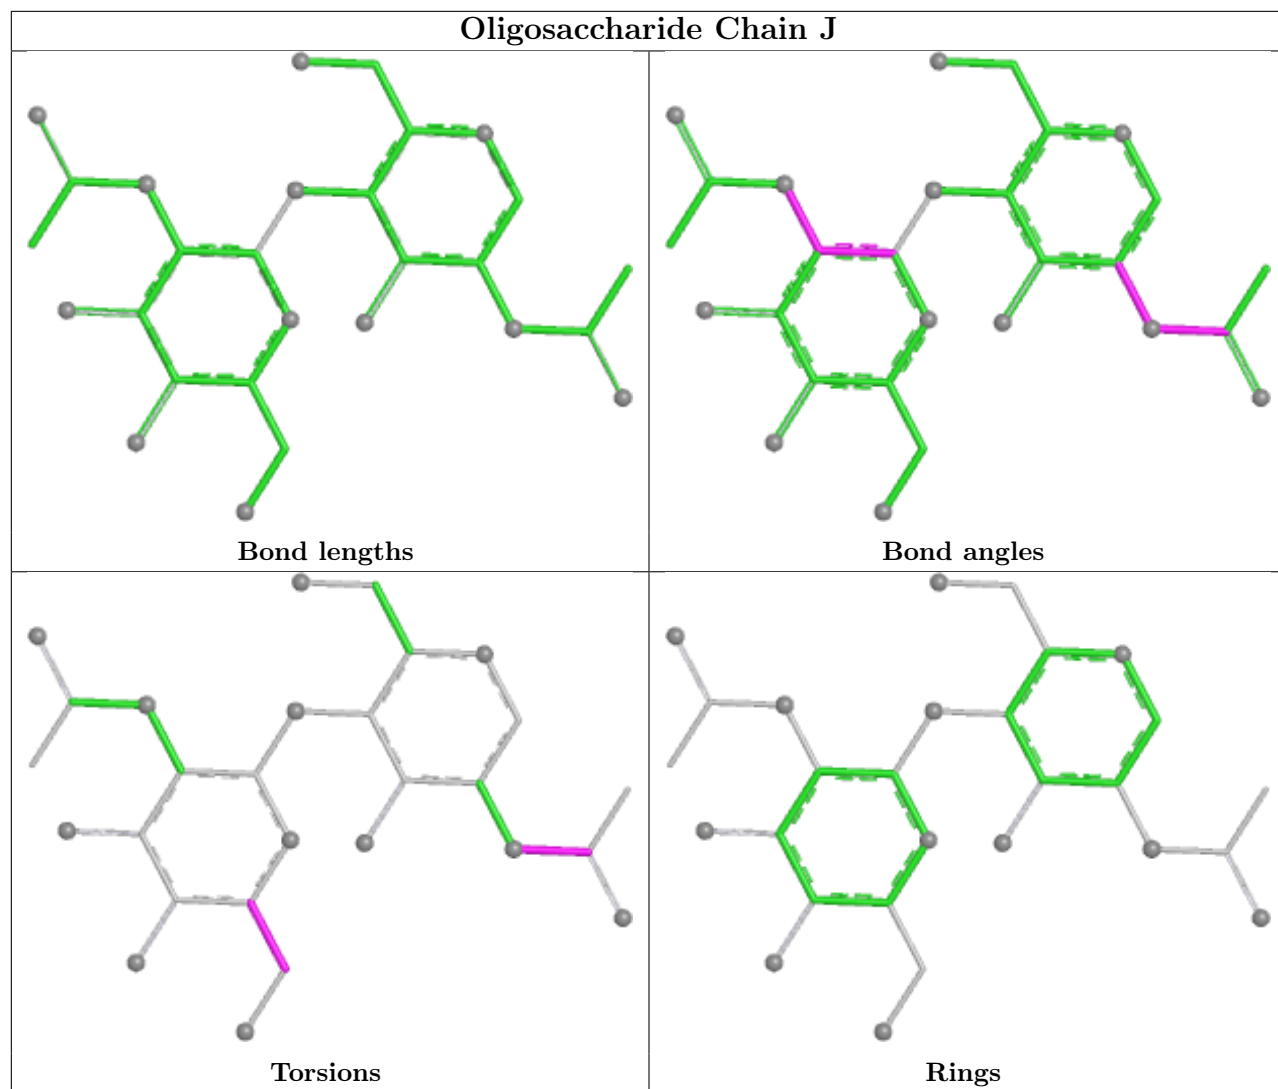 Oligosaccharide Chain J
Bond lengths
Bond angles
Torsions
Rings